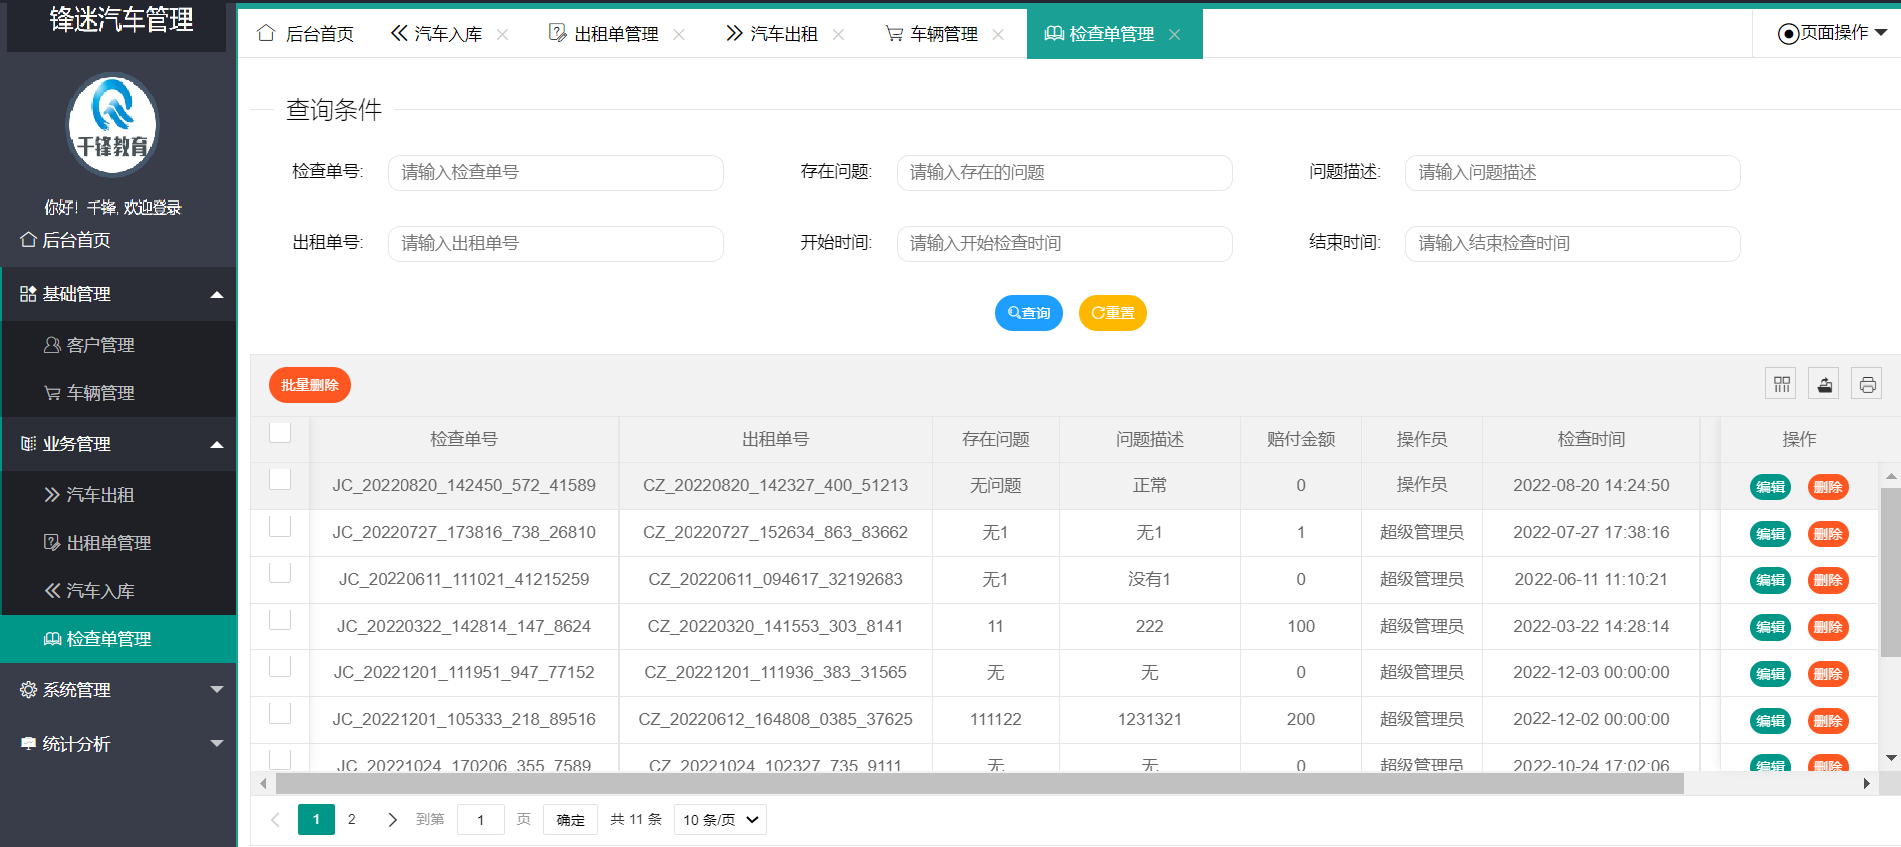 锋迷汽车管理
千锋教育
你好！千锋, 欢迎登录
后台首页
基础管理
客户管理
车辆管理
业务管理
汽车出租
出租单管理
汽车入库
检查单管理
系统管理
统计分析
后台首页 汽车入库 出租单管理 汽车出租 车辆管理 检查单管理 页面操作
查询条件
检查单号: 请输入检查单号 存在问题: 请输入存在的问题 问题描述: 请输入问题描述
出租单号: 请输入出租单号 开始时间: 请输入开始检查时间 结束时间: 请输入结束检查时间
查询 重置
批量删除
检查单号 出租单号 存在问题 问题描述 赔付金额 操作员 检查时间 操作
JC_20220820_142450_572_41589 CZ_20220820_142327_400_51213 无问题 正常 0 操作员 2022-08-20 14:24:50 编辑 删除
JC_20220727_173816_738_26810 CZ_20220727_152634_863_83662 无1 无1 1 超级管理员 2022-07-27 17:38:16 编辑 删除
JC_20220611_111021_41215259 CZ_20220611_094617_32192683 无1 没有1 0 超级管理员 2022-06-11 11:10:21 编辑 删除
JC_20220322_142814_147_8624 CZ_20220320_141553_303_8141 11 222 100 超级管理员 2022-03-22 14:28:14 编辑 删除
JC_20221201_111951_947_77152 CZ_20221201_111936_383_31565 无 无 0 超级管理员 2022-12-03 00:00:00 编辑 删除
JC_20221201_105333_218_89516 CZ_20220612_164808_0385_37625 111122 1231321 200 超级管理员 2022-12-02 00:00:00 编辑 删除
JC_20221024_170206_355_7589 CZ_20221024_102327_735_9111 无 无 0 超级管理员 2022-10-24 17:02:06 编辑 删除
1 2 到第 1 页 确定 共 11 条 10 条/页